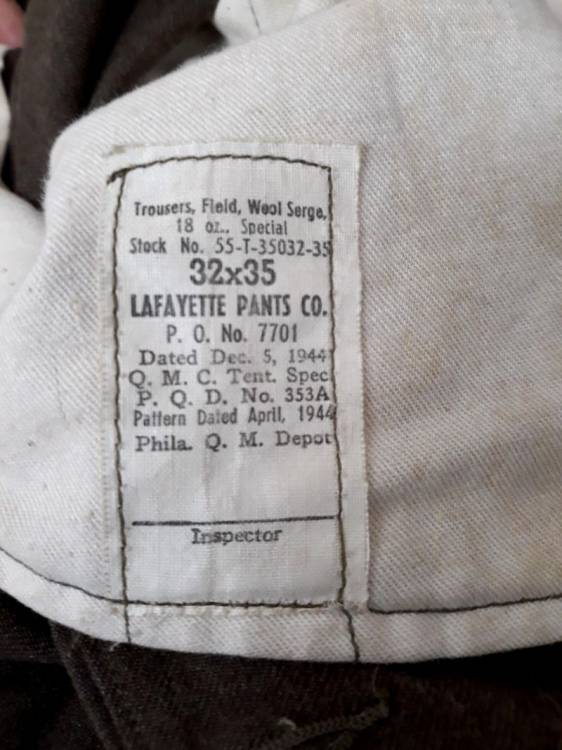 Trousers, Field, Wool Serge,
18 oz., Special
Stock No. 55-T-35032-35
32x35
LAFAYETTE PANTS CO.
P. O. No. 7701
Dated Dec. 5, 1944
Q. M. C. Tent. Spec
P. Q. D. No. 353A
Pattern Dated April, 1944
Phila. Q. M. Depot
Inspector